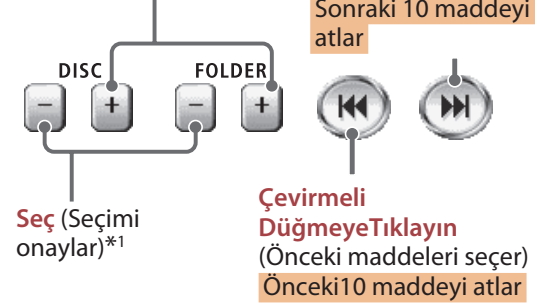 Sonraki 10 maddeyi
atlar
DISC
FOLDER
− + − +
Seç (Seçimi
onaylar)*1
Çevirmeli
DüğmeyeTıklayın
(Önceki maddeleri seçer)
Önceki10 maddeyi atlar